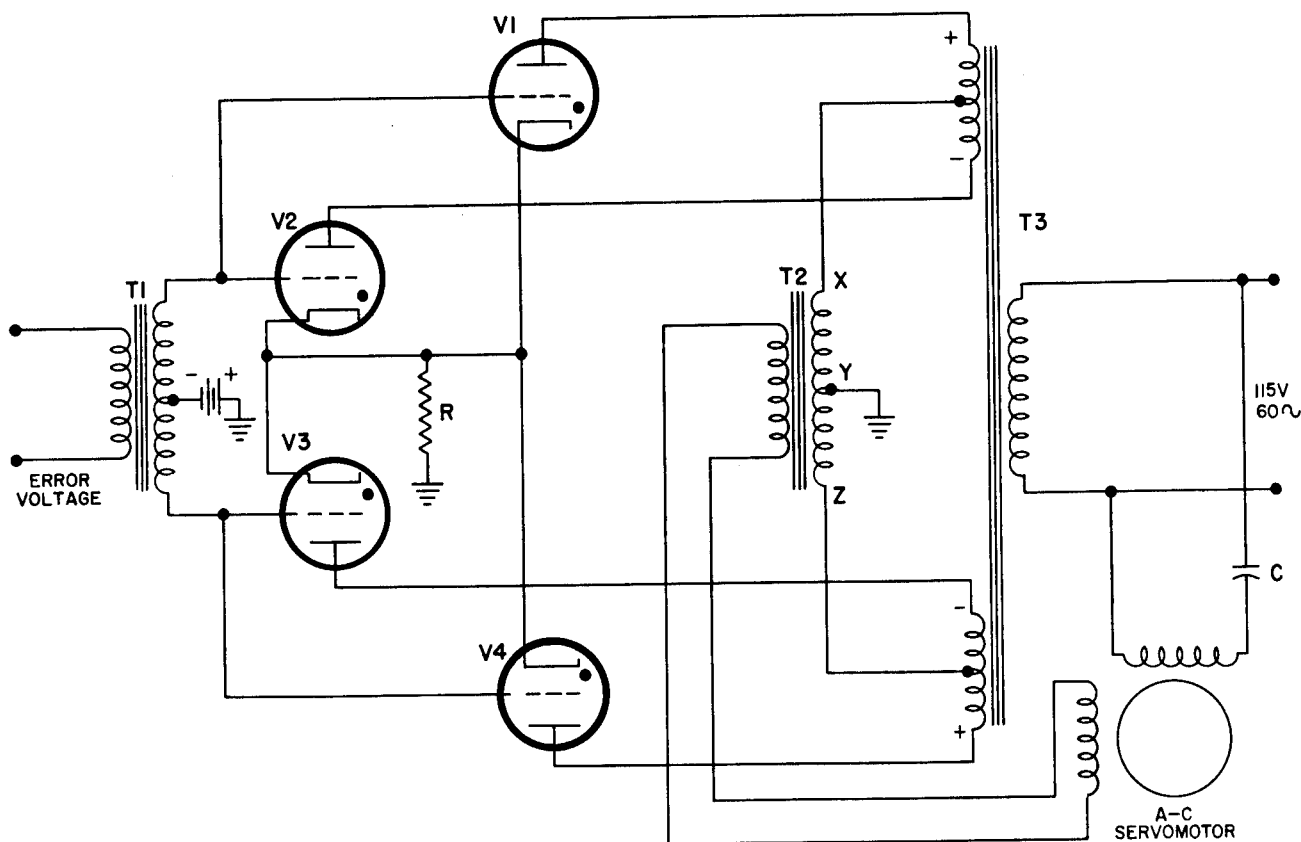 V1
+
-
V2
T3
T1
T2
X
- +
Y
115V
60~
R
V3
ERROR
VOLTAGE
Z
C
-
V4
+
A-C
SERVOMOTOR